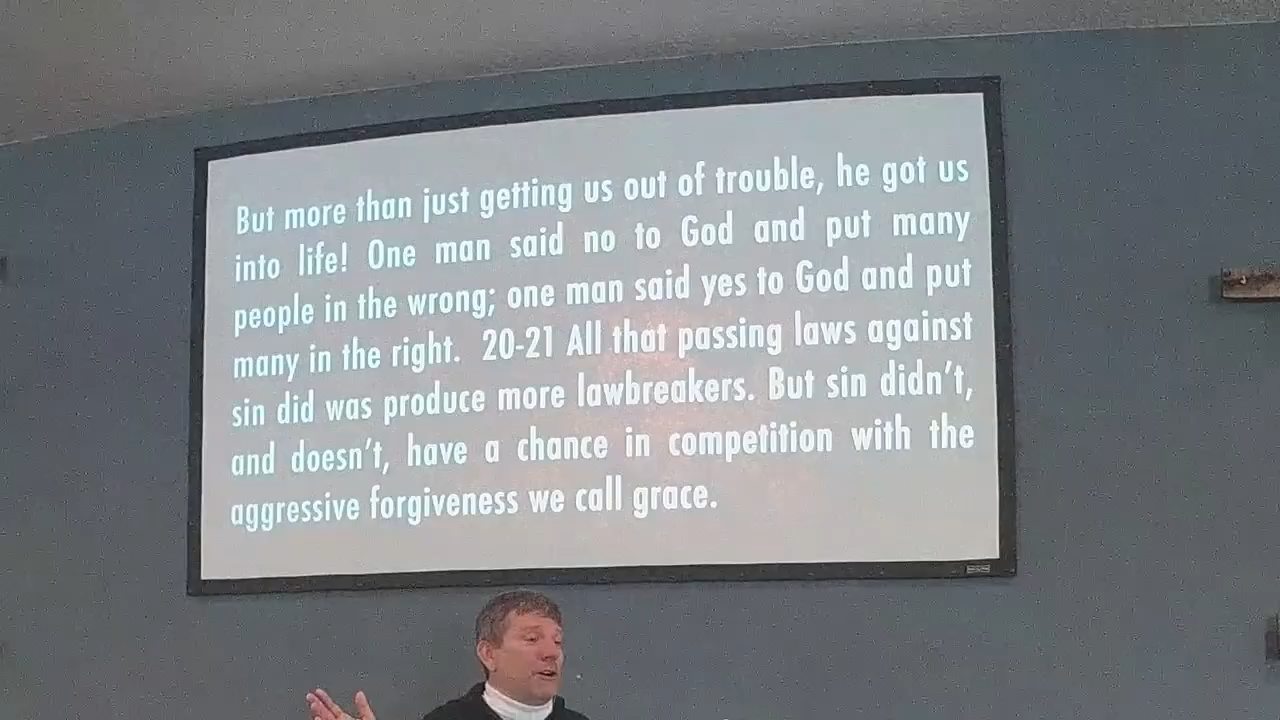 But more than just getting us out of trouble, he got us
into life! One man said no to God and put many
people in the wrong; one man said yes to God and put
many in the right. 20-21 All that passing laws against
sin did was produce more lawbreakers. But sin didn't,
and doesn't, have a chance in competition with the
aggressive forgiveness we call grace.